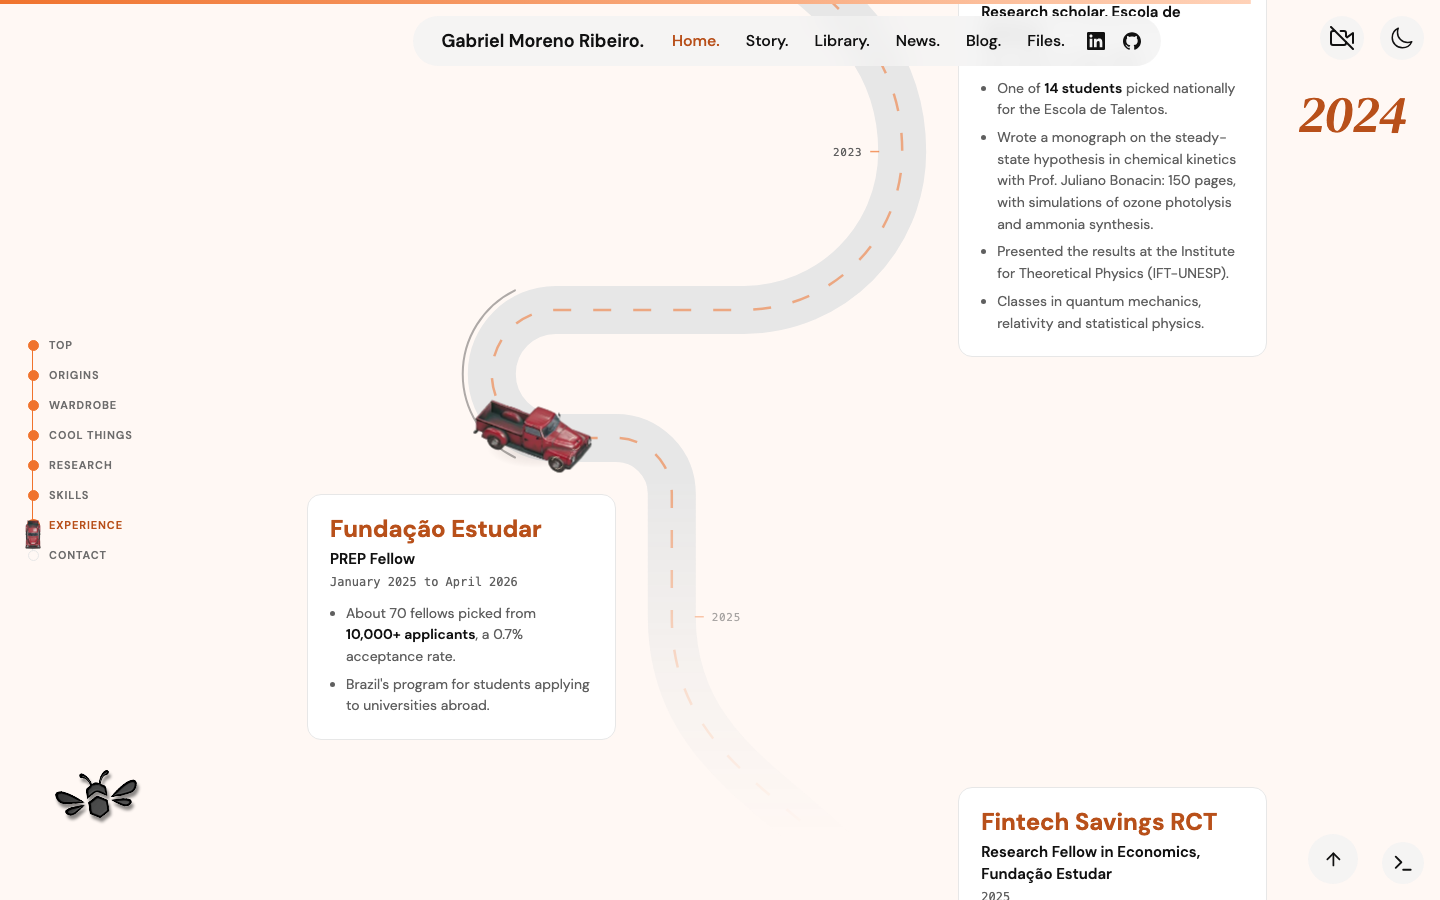 Gabriel Moreno Ribeiro. Home. Story. Library. News. Blog. Files.
Research scholar, Escola de
One of 14 students picked nationally
for the Escola de Talentos.
Wrote a monograph on the steady-
state hypothesis in chemical kinetics
with Prof. Juliano Bonacin: 150 pages,
with simulations of ozone photolysis
and ammonia synthesis.
Presented the results at the Institute
for Theoretical Physics (IFT-UNESP).
Classes in quantum mechanics,
relativity and statistical physics.
2024
2023
TOP
ORIGINS
WARDROBE
COOL THINGS
RESEARCH
SKILLS
EXPERIENCE
CONTACT
Fundação Estudar
PREP Fellow
January 2025 to April 2026
About 70 fellows picked from
10,000+ applicants, a 0.7%
acceptance rate.
Brazil's program for students applying
to universities abroad.
2025
Fintech Savings RCT
Research Fellow in Economics,
Fundação Estudar
2025